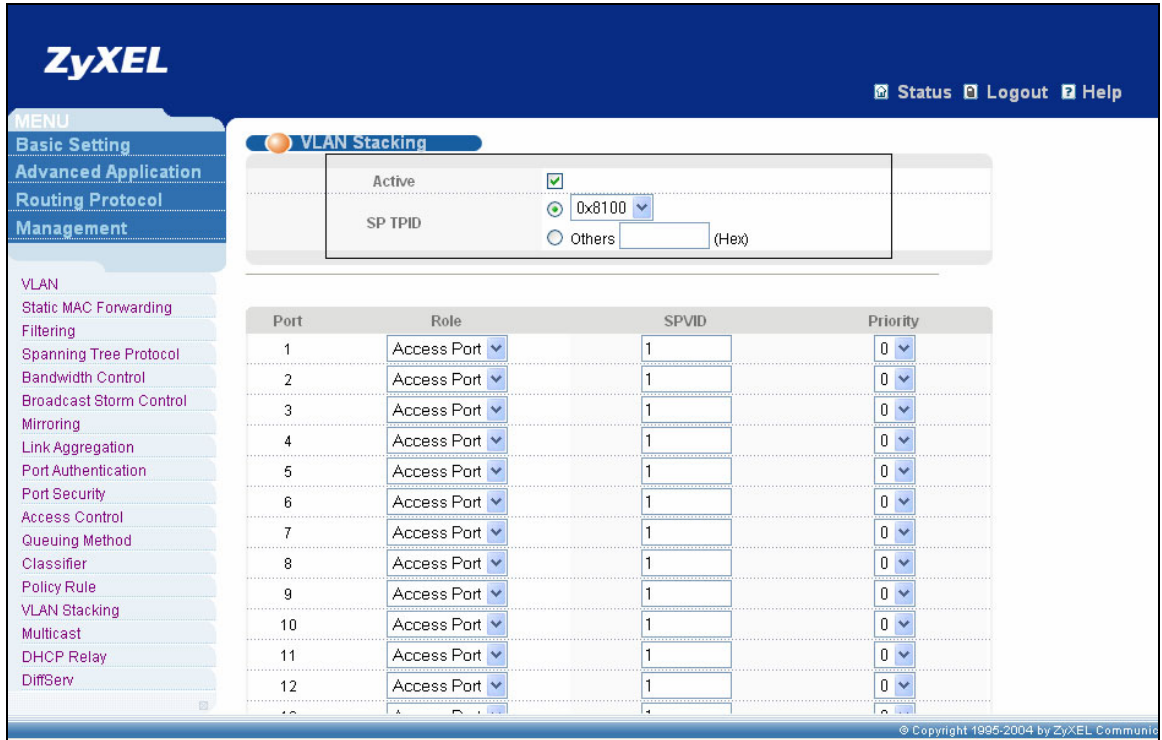 ZyXEL
Status Logout Help
MENU
Basic Setting
Advanced Application
Routing Protocol
Management
VLAN
Static MAC Forwarding
Filtering
Spanning Tree Protocol
Bandwidth Control
Broadcast Storm Control
Mirroring
Link Aggregation
Port Authentication
Port Security
Access Control
Queuing Method
Classifier
Policy Rule
VLAN Stacking
Multicast
DHCP Relay
DiffServ
VLAN Stacking
Active
SP TPID 0x8100
Others (Hex)
Port Role SPVID Priority
1 Access Port 1 0
2 Access Port 1 0
3 Access Port 1 0
4 Access Port 1 0
5 Access Port 1 0
6 Access Port 1 0
7 Access Port 1 0
8 Access Port 1 0
9 Access Port 1 0
10 Access Port 1 0
11 Access Port 1 0
12 Access Port 1 0
© Copyright 1995-2004 by ZyXEL Communic